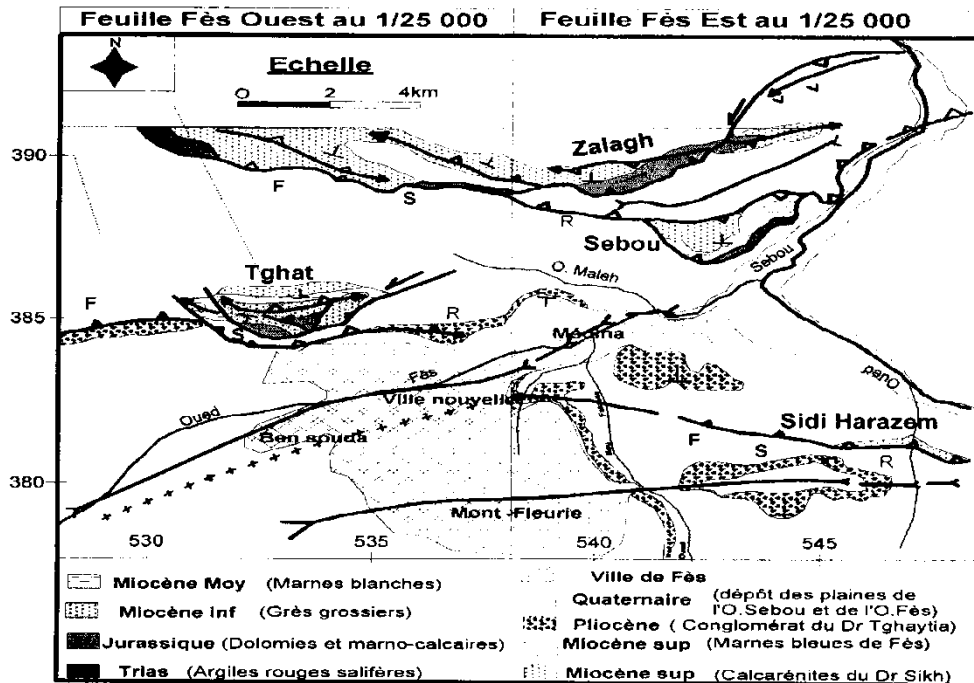 Feuille Fès Ouest au 1/25 000
Feuille Fès Est au 1/25 000
N
Echelle
0 2 4km
390
385
380
Zalagh
F S R
Sebou
Sebou
Tghat
O. Maleh
F S R
Médina
Oued Fès
Ville nouvelle
Ben souda
Oued
Sidi Harazem
F S R
Mont -Fleurie
530 535 540 545
Miocène Moy (Marnes blanches)
Miocène Inf (Grès grossiers)
Jurassique (Dolomies et marno-calcaires)
Trias (Argiles rouges salifères)
Ville de Fès
Quaternaire (dépôt des plaines de
l'O.Sebou et de l'O.Fès)
Pliocène ( Conglomérat du Dr Tghaytia)
Miocène sup (Marnes bleues de Fès)
Miocène sup (Calcarénites du Dr Sikh)